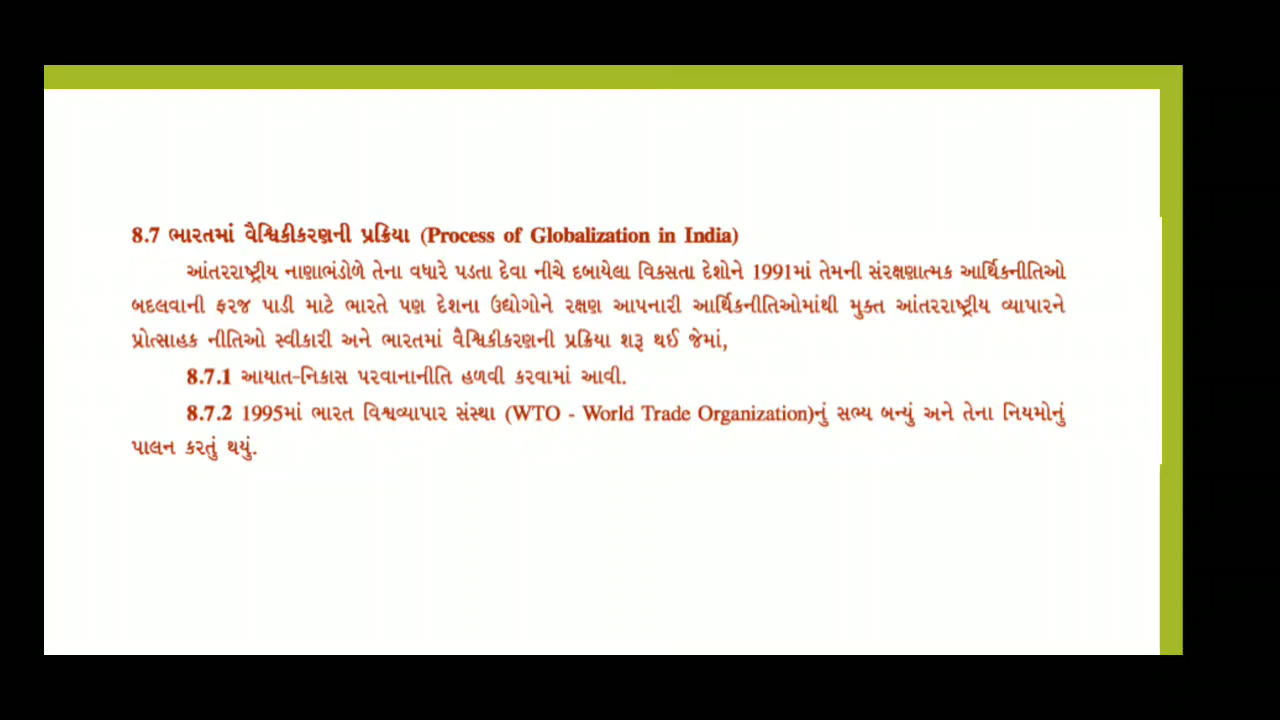 8.7 ભારતમાં વૈશ્વિકીકરણની પ્રક્રિયા (Process of Globalization in India)
આંતરરાષ્ટ્રીય નાણાભંડોળે તેના વધારે પડતા દેવા નીચે દબાયેલા વિકસતા દેશોને 1991માં તેમની સંરક્ષણાત્મક આર્થિકનીતિઓ
બદલવાની ફરજ પાડી માટે ભારતે પણ દેશના ઉદ્યોગોને રક્ષણ આપનારી આર્થિકનીતિઓમાંથી મુક્ત આંતરરાષ્ટ્રીય વ્યાપારને
પ્રોત્સાહક નીતિઓ સ્વીકારી અને ભારતમાં વૈશ્વિકીકરણની પ્રક્રિયા શરૂ થઈ જેમાં,
8.7.1 આયાત-નિકાસ પરવાનાનીતિ હળવી કરવામાં આવી.
8.7.2 1995માં ભારત વિશ્વવ્યાપાર સંસ્થા (WTO - World Trade Organization)નું સભ્ય બન્યું અને તેના નિયમોનું
પાલન કરતું થયું.